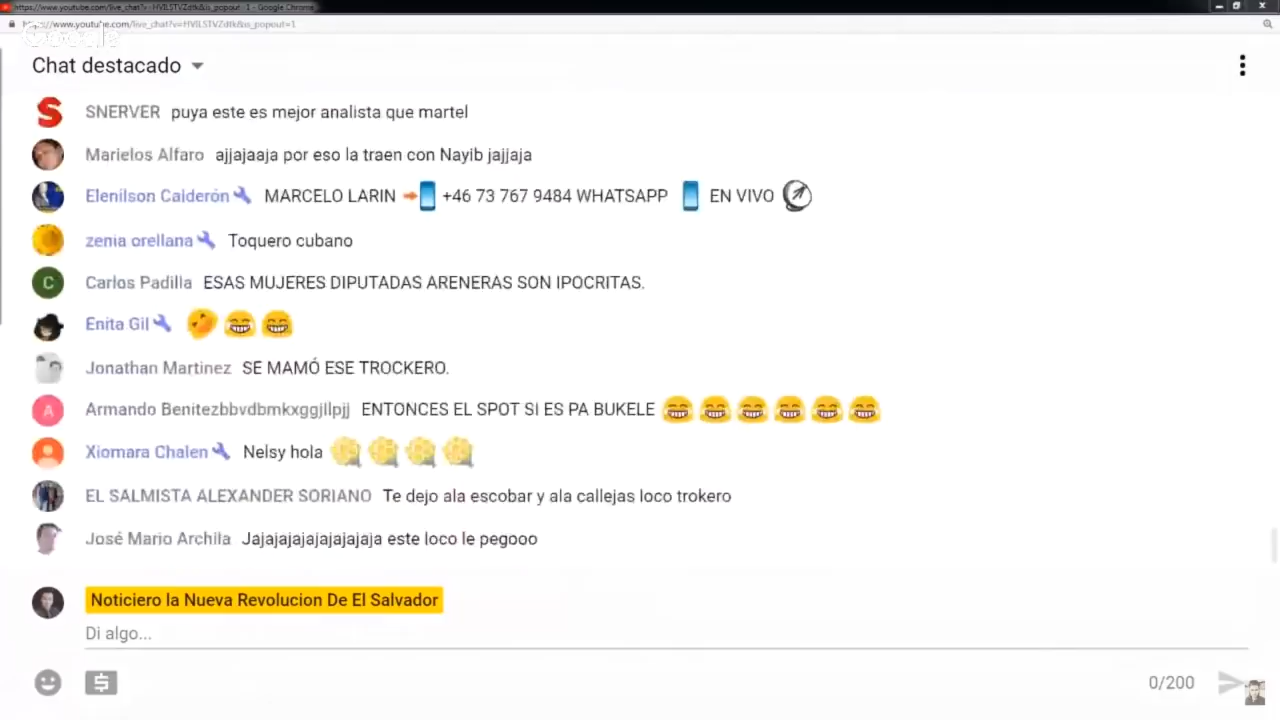 https://www.youtube.com/live_chat?v=HVILSTVZdtk&is_popout=1 - Google Chrome
https://www.youtube.com/live_chat?v=HVILSTVZdtk&is_popout=1
Google
Chat destacado
S SNERVER puya este es mejor analista que martel
Marielos Alfaro ajjajaaja por eso la traen con Nayib jajjaja
Elenilson Calderón MARCELO LARIN +46 73 767 9484 WHATSAPP EN VIVO
zenia orellana Toquero cubano
C Carlos Padilla ESAS MUJERES DIPUTADAS ARENERAS SON IPOCRITAS.
Enita Gil
Jonathan Martinez SE MAMÓ ESE TROCKERO.
A Armando Benitezbbvdbmkxggjllpjj ENTONCES EL SPOT SI ES PA BUKELE
Xiomara Chalen Nelsy hola
EL SALMISTA ALEXANDER SORIANO Te dejo ala escobar y ala callejas loco trokero
José Mario Archila Jajajajajajajajaja este loco le pegooo
Noticiero la Nueva Revolucion De El Salvador
Di algo...
$ 0/200